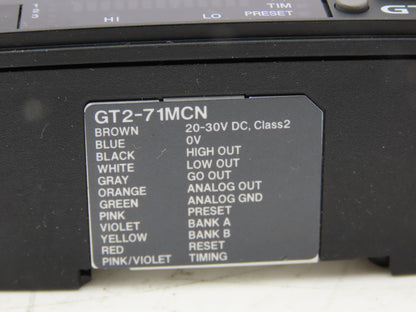 TIM
HI LO PRESET
GT2-71MCN
BROWN 20-30V DC, Class2
BLUE 0V
BLACK HIGH OUT
WHITE LOW OUT
GRAY GO OUT
ORANGE ANALOG OUT
GREEN ANALOG GND
PINK PRESET
VIOLET BANK A
YELLOW BANK B
RED RESET
PINK/VIOLET TIMING